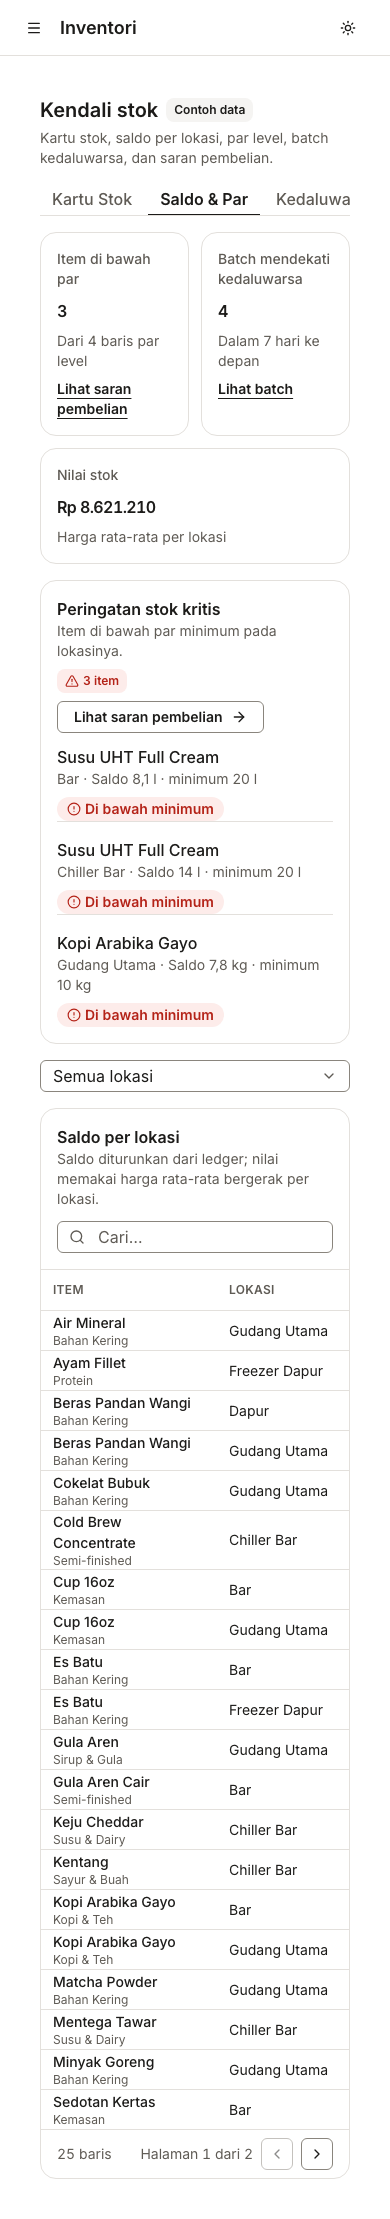 Inventori
Kendali stok
Contoh data
Kartu stok, saldo per lokasi, par level, batch
kedaluwarsa, dan saran pembelian.
Kartu Stok
Saldo & Par
Kedaluwa
Item di bawah
par
3
Dari 4 baris par
level
Lihat saran
pembelian
Batch mendekati
kedaluwarsa
4
Dalam 7 hari ke
depan
Lihat batch
Nilai stok
Rp 8.621.210
Harga rata-rata per lokasi
Peringatan stok kritis
Item di bawah par minimum pada
lokasinya.
3 item
Lihat saran pembelian
Susu UHT Full Cream
Bar · Saldo 8,1 l · minimum 20 l
Di bawah minimum
Susu UHT Full Cream
Chiller Bar · Saldo 14 l · minimum 20 l
Di bawah minimum
Kopi Arabika Gayo
Gudang Utama · Saldo 7,8 kg · minimum
10 kg
Di bawah minimum
Semua lokasi
Saldo per lokasi
Saldo diturunkan dari ledger; nilai
memakai harga rata-rata bergerak per
lokasi.
Cari...
ITEM LOKASI
Air Mineral
Bahan Kering
Gudang Utama
Ayam Fillet
Protein
Freezer Dapur
Beras Pandan Wangi
Bahan Kering
Dapur
Beras Pandan Wangi
Bahan Kering
Gudang Utama
Cokelat Bubuk
Bahan Kering
Gudang Utama
Cold Brew
Concentrate
Semi-finished
Chiller Bar
Cup 16oz
Kemasan
Bar
Cup 16oz
Kemasan
Gudang Utama
Es Batu
Bahan Kering
Bar
Es Batu
Bahan Kering
Freezer Dapur
Gula Aren
Sirup & Gula
Gudang Utama
Gula Aren Cair
Semi-finished
Bar
Keju Cheddar
Susu & Dairy
Chiller Bar
Kentang
Sayur & Buah
Chiller Bar
Kopi Arabika Gayo
Kopi & Teh
Bar
Kopi Arabika Gayo
Kopi & Teh
Gudang Utama
Matcha Powder
Bahan Kering
Gudang Utama
Mentega Tawar
Susu & Dairy
Chiller Bar
Minyak Goreng
Bahan Kering
Gudang Utama
Sedotan Kertas
Kemasan
Bar
25 baris
Halaman 1 dari 2